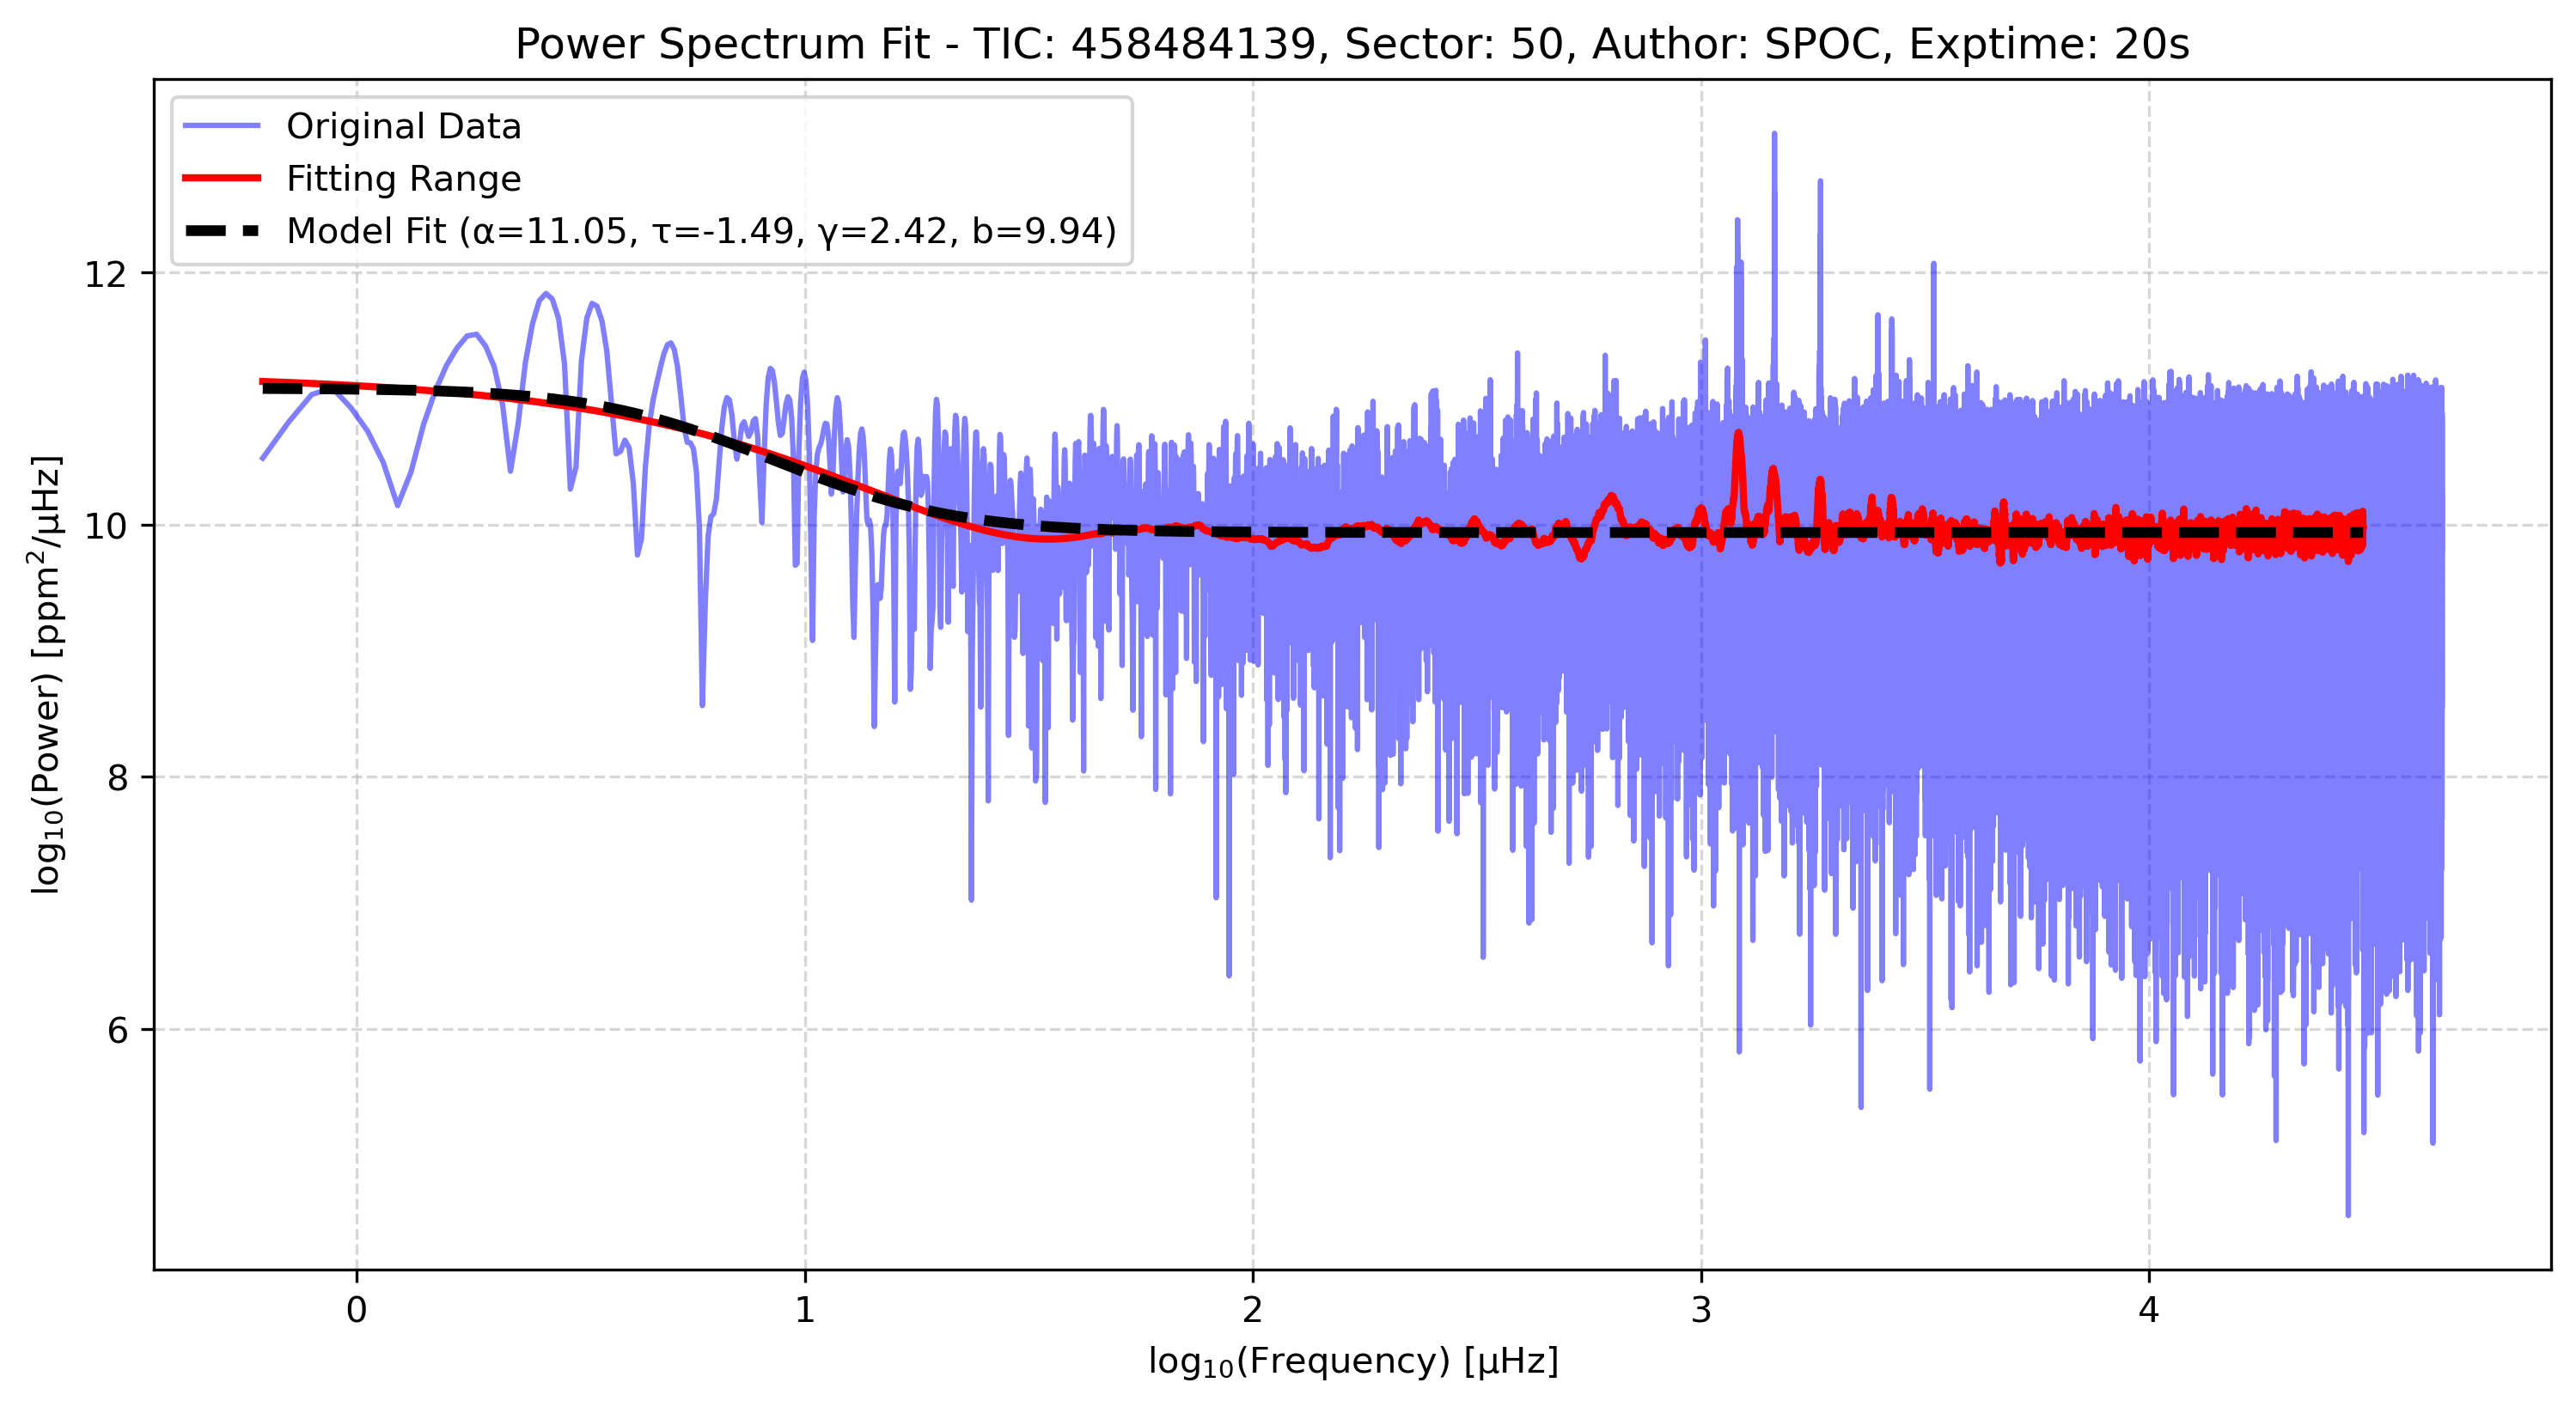 Power Spectrum Fit - TIC: 458484139, Sector: 50, Author: SPOC, Exptime: 20s
Original Data
Fitting Range
Model Fit (α=11.05, τ=-1.49, γ=2.42, b=9.94)
log₁₀(Power) [ppm²/μHz]
12
10
8
6
0 1 2 3 4
log₁₀(Frequency) [μHz]